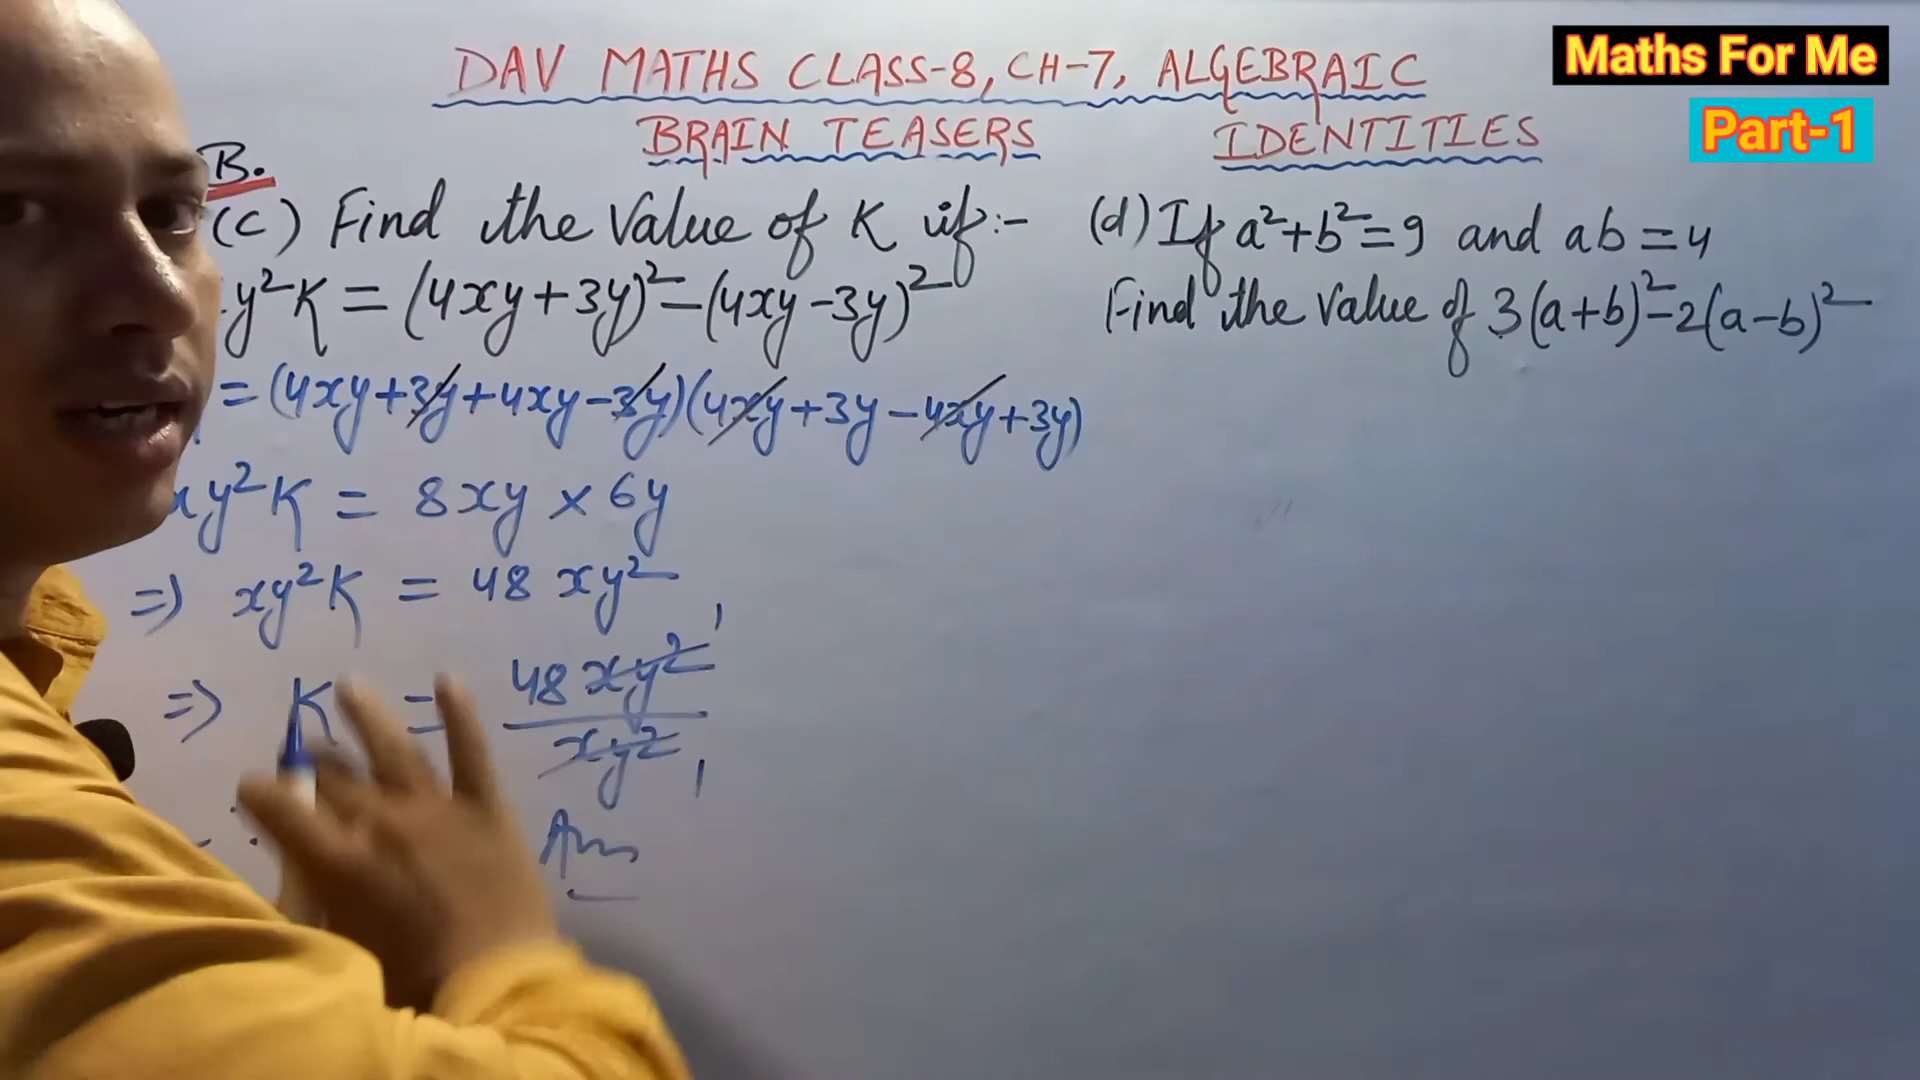 DAV MATHS CLASS-8, CH-7, ALGEBRAIC
BRAIN TEASERS IDENTITIES
Maths For Me
Part-1
B.
(C) Find the value of K if:-
y²K = (4xy+3y)²-(4xy-3y)²
= (4xy+3y+4xy-3y)(4xy+3y-4xy+3y)
xy²K = 8xy × 6y
=) xy²K = 48 xy²
=) K = 48xy²/xy²
Ans
(d) If a²+b²=9 and ab=4
Find the value of 3(a+b)²-2(a-b)²